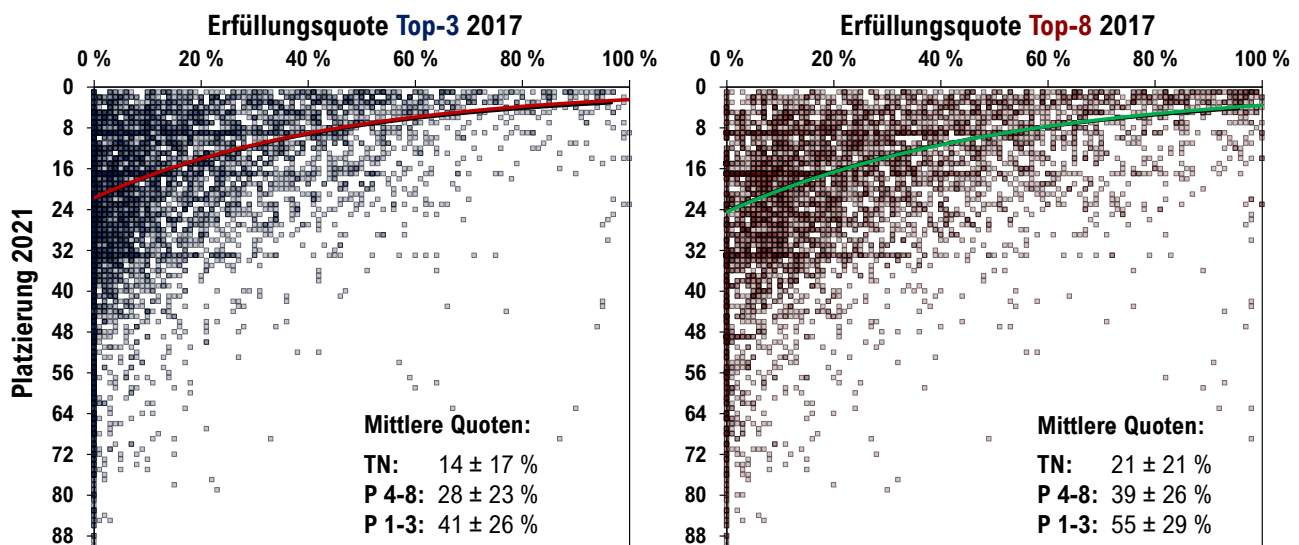 Erfüllungsquote Top-3 2017
0 % 20 % 40 % 60 % 80 % 100 %
Platzierung 2021
0
8
16
24
32
40
48
56
64
72
80
88
Mittlere Quoten:
TN: 14 ± 17 %
P 4-8: 28 ± 23 %
P 1-3: 41 ± 26 %
Erfüllungsquote Top-8 2017
0 % 20 % 40 % 60 % 80 % 100 %
0
8
16
24
32
40
48
56
64
72
80
88
Mittlere Quoten:
TN: 21 ± 21 %
P 4-8: 39 ± 26 %
P 1-3: 55 ± 29 %